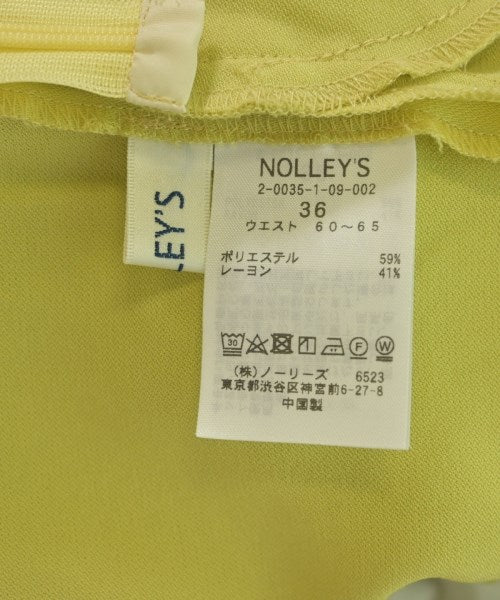 NOLLEY'S
2-0035-1-09-002
36
ウエスト 60～65
ポリエステル 59%
レーヨン 41%
30
F
W
(株)ノーリーズ 6523
東京都渋谷区神宮前6-27-8
中国製
LEY'S